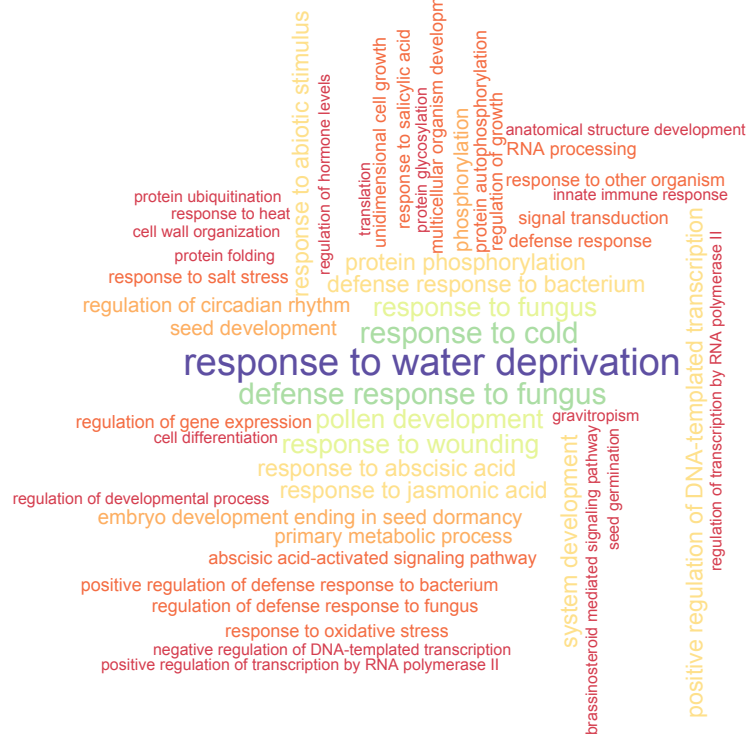 response to abiotic stimulus
regulation of hormone levels
translation
unidimensional cell growth
response to salicylic acid
protein glycosylation
multicellular organism developm
phosphorylation
protein autophosphorylation
regulation of growth
anatomical structure development
RNA processing
response to other organism
innate immune response
signal transduction
defense response
protein ubiquitination
response to heat
cell wall organization
protein folding
response to salt stress
protein phosphorylation
defense response to bacterium
regulation of circadian rhythm
response to fungus
seed development
response to cold
response to water deprivation
defense response to fungus
regulation of gene expression
pollen development
gravitropism
cell differentiation
response to wounding
response to abscisic acid
regulation of developmental process
response to jasmonic acid
embryo development ending in seed dormancy
primary metabolic process
abscisic acid-activated signaling pathway
positive regulation of defense response to bacterium
regulation of defense response to fungus
response to oxidative stress
negative regulation of DNA-templated transcription
positive regulation of transcription by RNA polymerase II
system development
brassinosteroid mediated signaling pathway
seed germination
positive regulation of DNA-templated transcription
regulation of transcription by RNA polymerase II